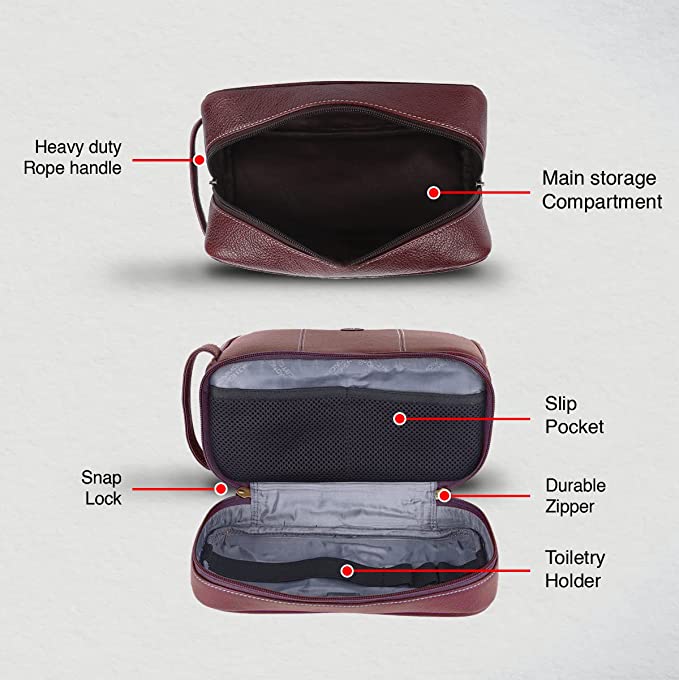 Heavy duty
Rope handle
Main storage
Compartment
Slip
Pocket
Snap
Lock
Durable
Zipper
Toiletry
Holder